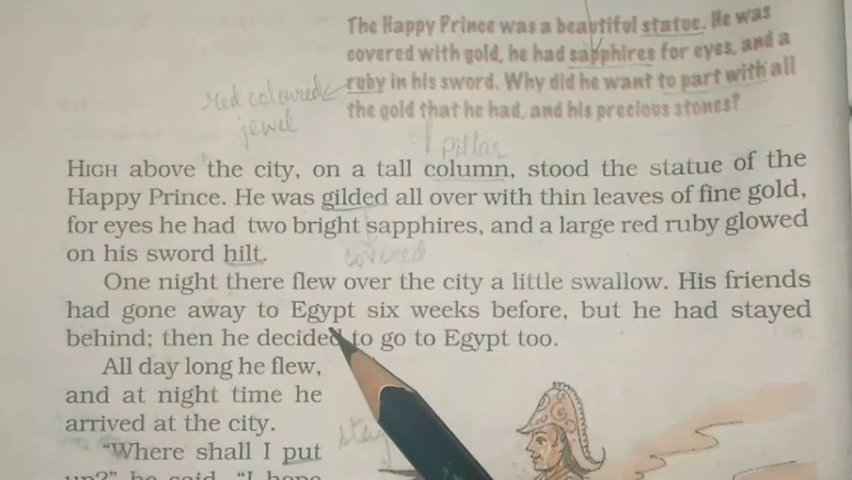 The Happy Prince was a beautiful statue. He was
covered with gold, he had sapphires for eyes, and a
ruby in his sword. Why did he want to part with all
the gold that he had, and his precious stones?
red coloured
jewel
pillar
HIGH above the city, on a tall column, stood the statue of the
Happy Prince. He was gilded all over with thin leaves of fine gold,
for eyes he had two bright sapphires, and a large red ruby glowed
on his sword hilt.
covered
One night there flew over the city a little swallow. His friends
had gone away to Egypt six weeks before, but he had stayed
behind; then he decided to go to Egypt too.
All day long he flew,
and at night time he
arrived at the city.
stay
"Where shall I put
up?" he said. "I hope